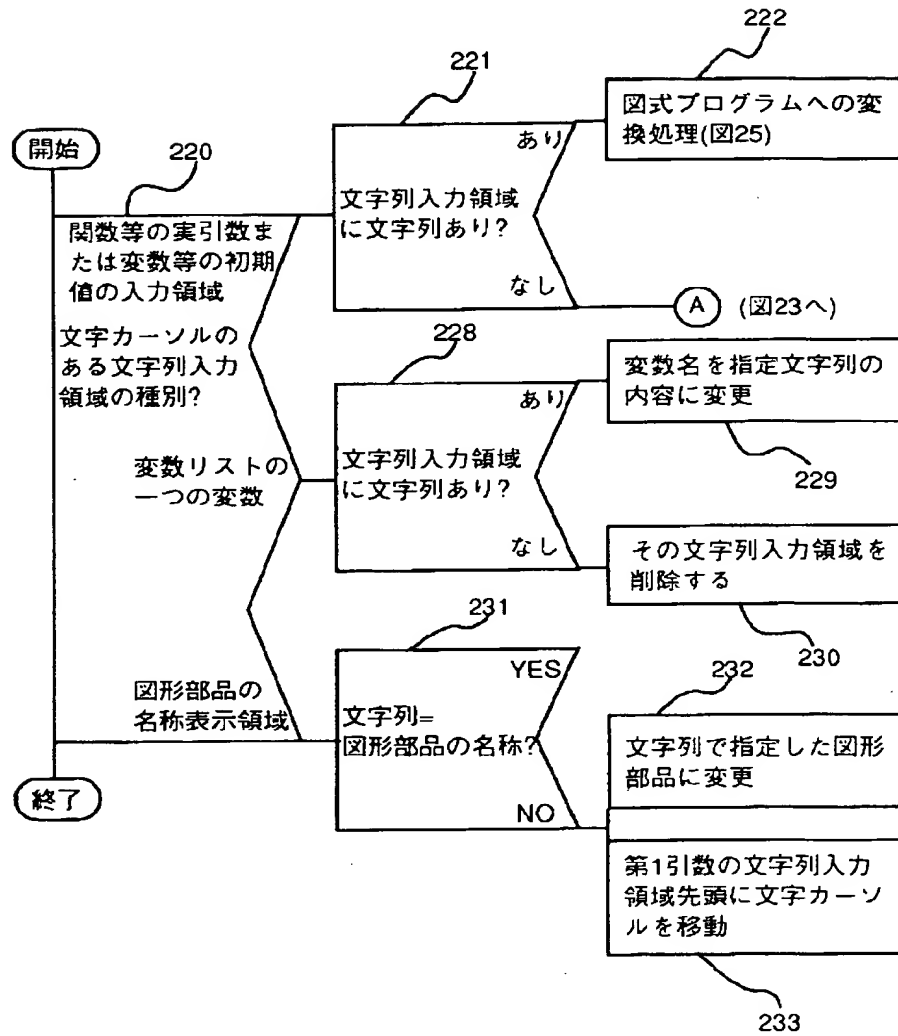 222
221
図式プログラムへの変
換処理(図25)
開始
220
あり
関数等の実引数ま
たは変数等の初期
値の入力領域
文字列入力領域
に文字列あり?
なし
A (図23へ)
文字カーソルの
ある文字列入力
領域の種別?
228
変数名を指定文字列の
内容に変更
あり
229
変数リストの
一つの変数
文字列入力領域
に文字列あり?
なし
その文字列入力領域を
削除する
231
230
YES
232
図形部品の
名称表示領域
文字列=
図形部品の名称?
文字列で指定した図形
部品に変更
終了
NO
第1引数の文字列入力
領域先頭に文字カーソ
ルを移動
233